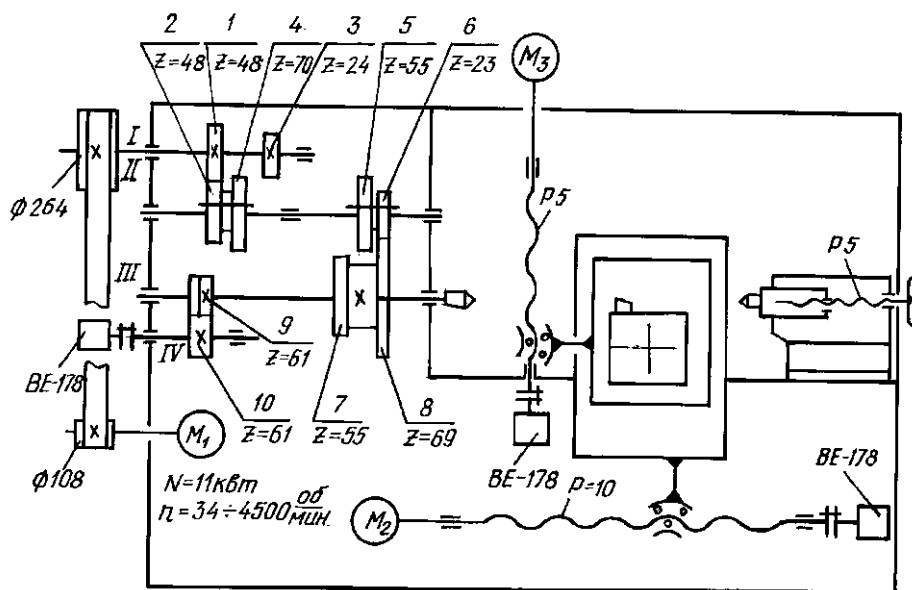 2 1 4 3 5 6
Z=48 Z=48 Z=70 Z=24 Z=55 Z=23
M3
I
II
ϕ264
P5
P5
III
9
Z=61
BE-178
IV
10 7 8
Z=61 Z=55 Z=69
M1
ϕ108
BE-178
BE-178
N=11кВт
n=34÷4500 об/мин.
P=10
M2